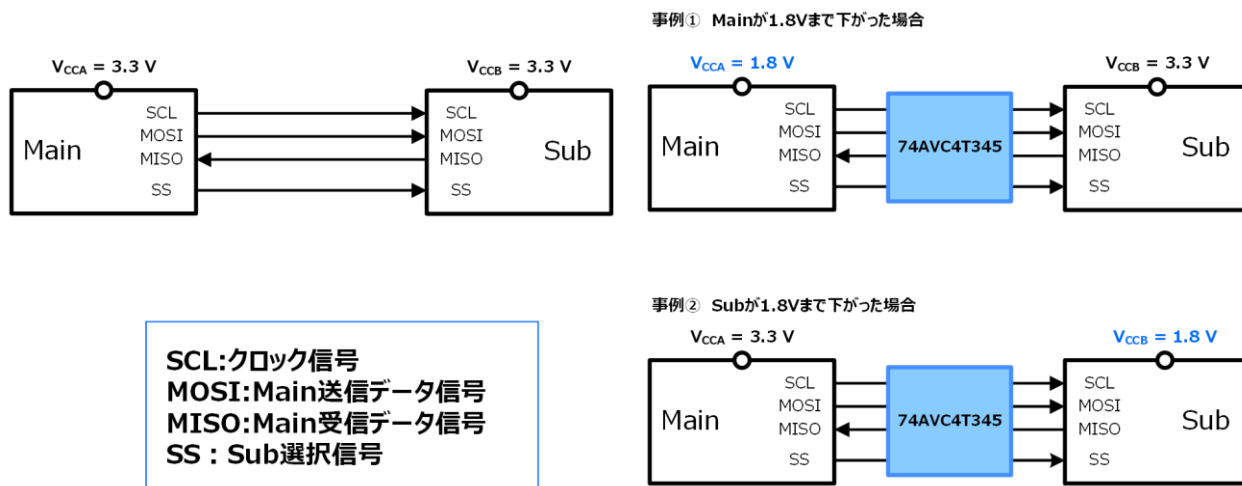 V_CCA = 3.3 V
V_CCB = 3.3 V
Main
SCL
MOSI
MISO
SS
SCL
MOSI
MISO
SS
Sub
事例① Mainが1.8Vまで下がった場合
V_CCA = 1.8 V
V_CCB = 3.3 V
Main
SCL
MOSI
MISO
SS
74AVC4T345
SCL
MOSI
MISO
SS
Sub
SCL:クロック信号
MOSI:Main送信データ信号
MISO:Main受信データ信号
SS：Sub選択信号
事例② Subが1.8Vまで下がった場合
V_CCA = 3.3 V
V_CCB = 1.8 V
Main
SCL
MOSI
MISO
SS
74AVC4T345
SCL
MOSI
MISO
SS
Sub